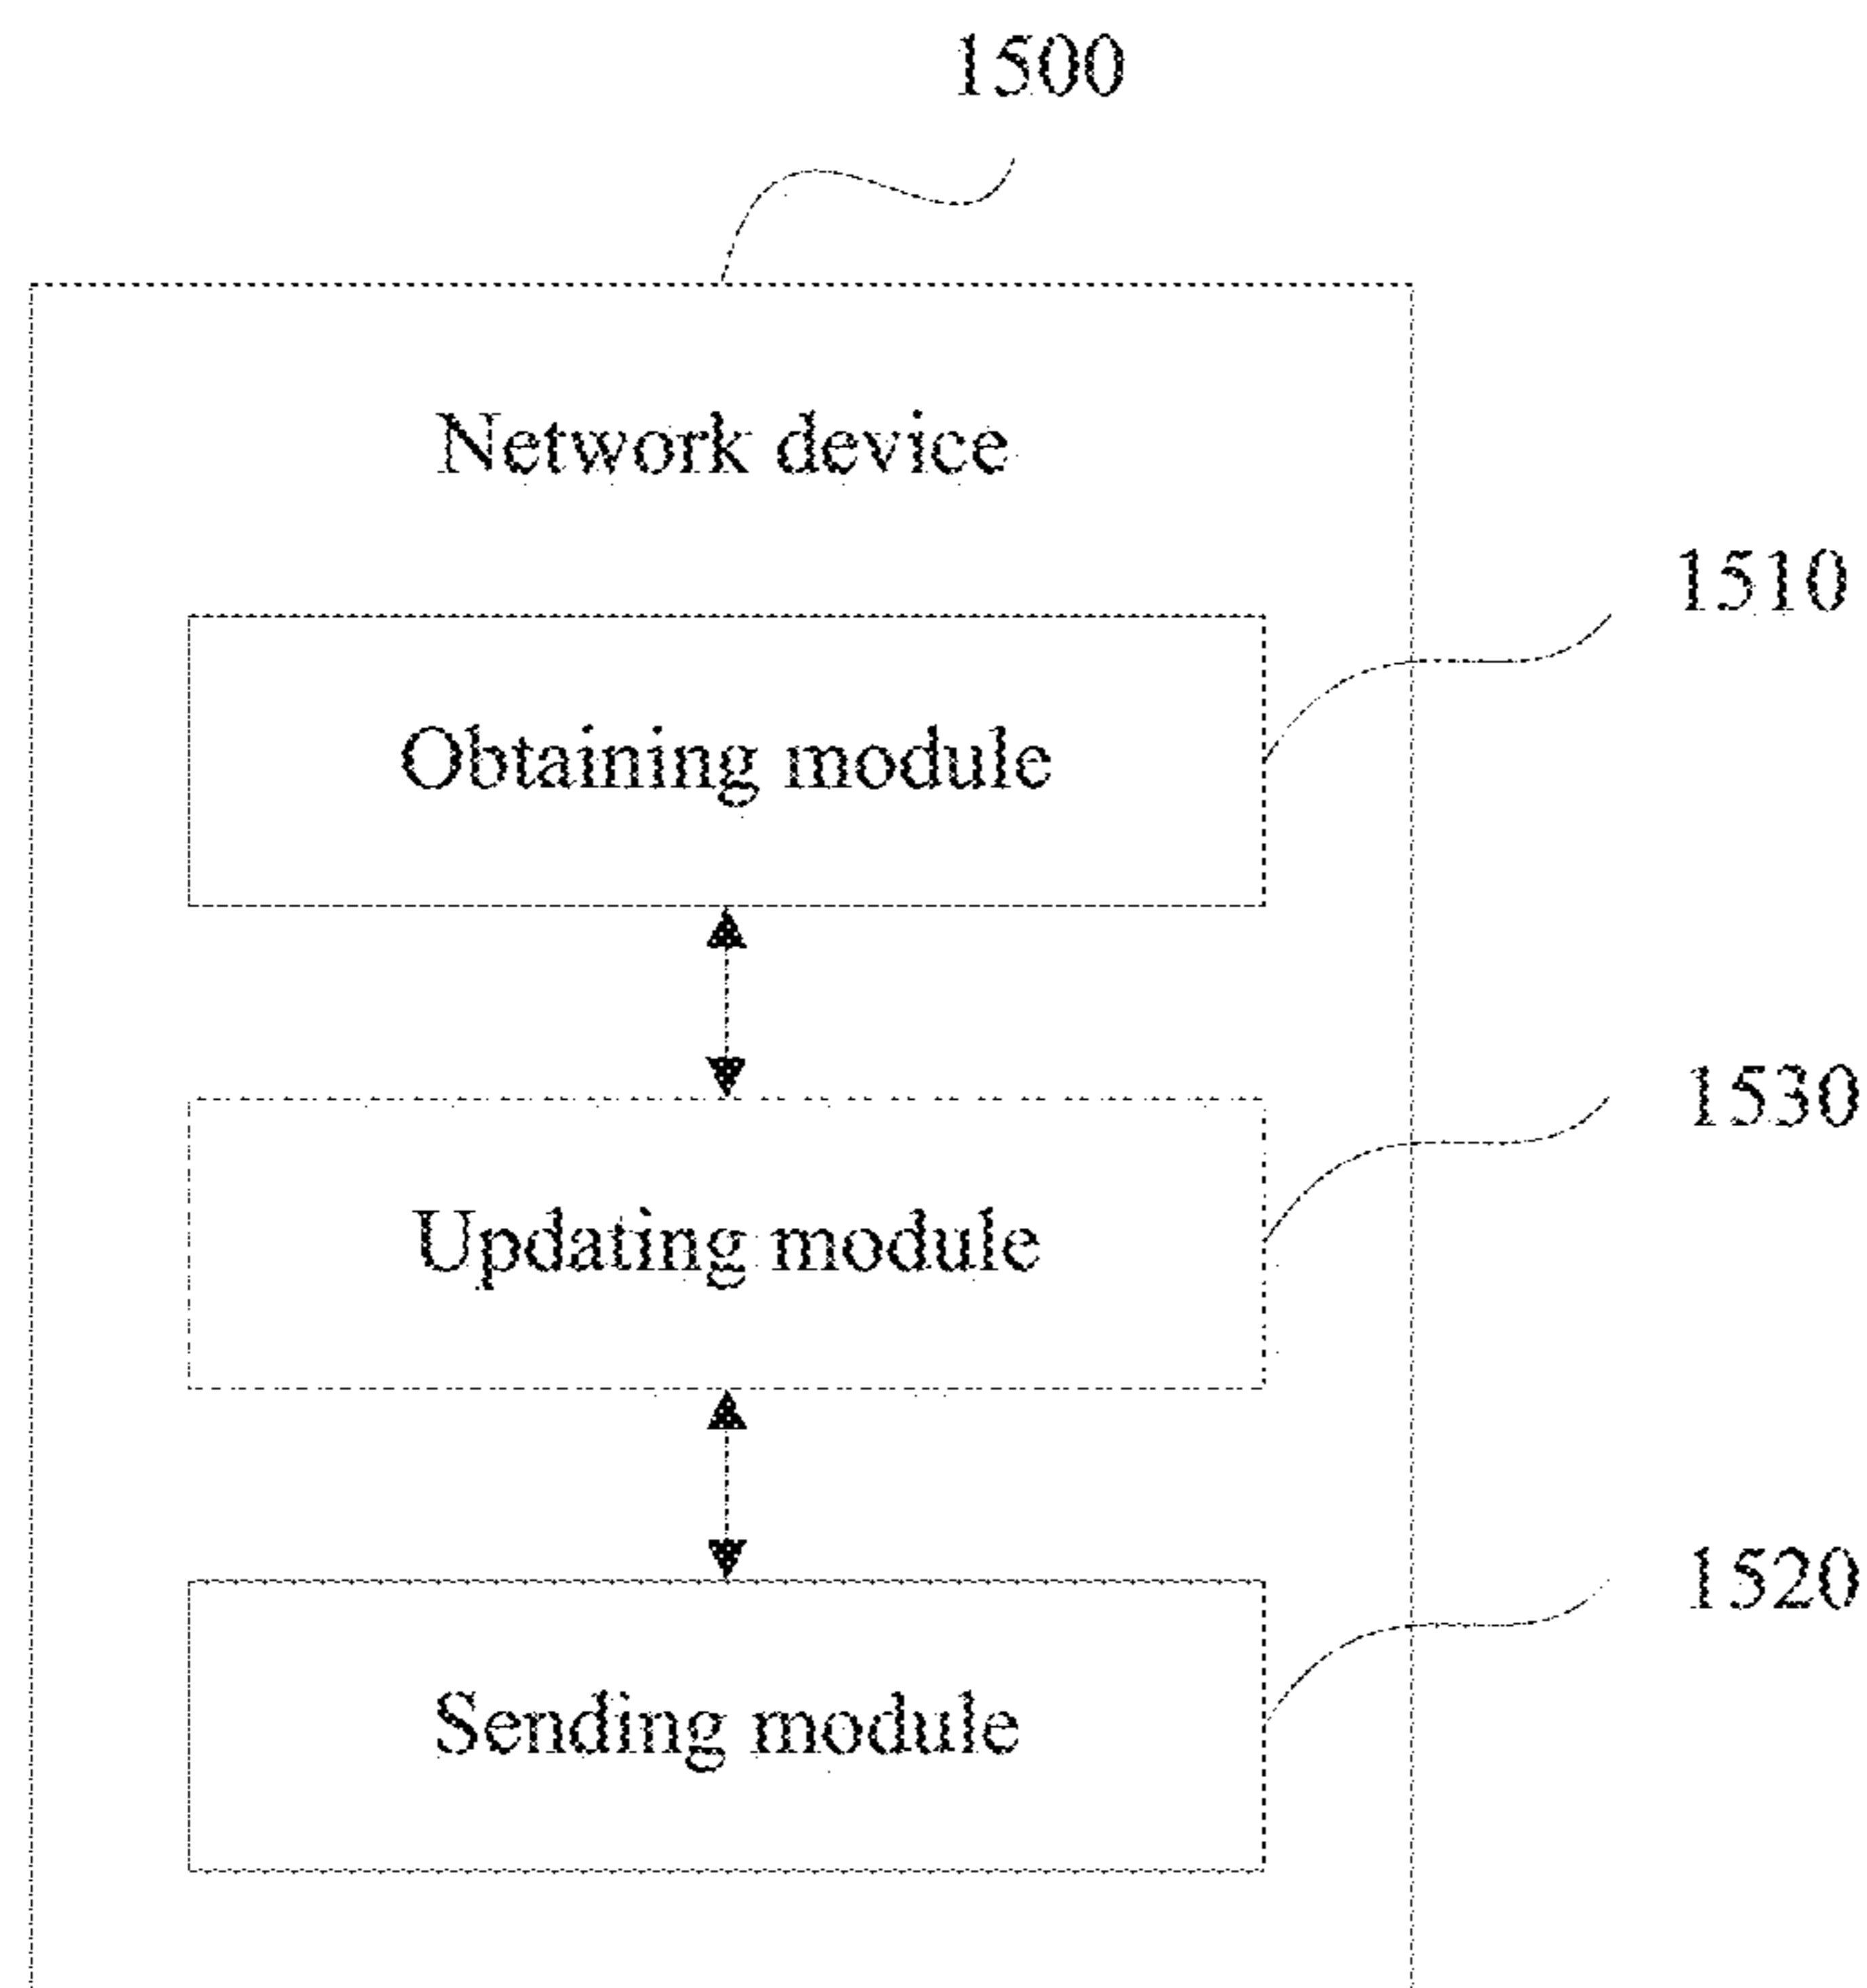 1500
Network device
1510
Obtaining module
1530
Updating module
1520
Sending module